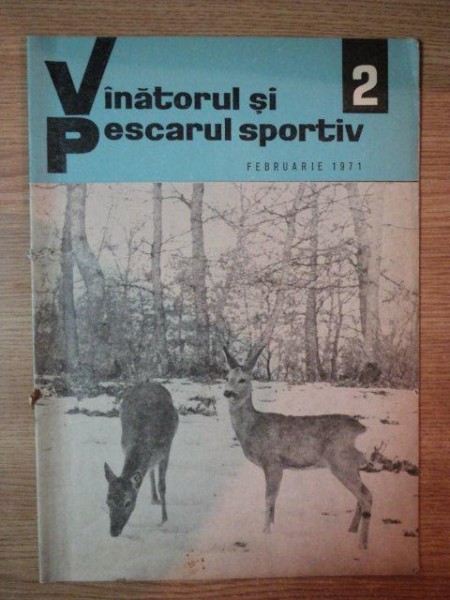 Vînătorul și
Pescarul sportiv
2
FEBRUARIE 1971